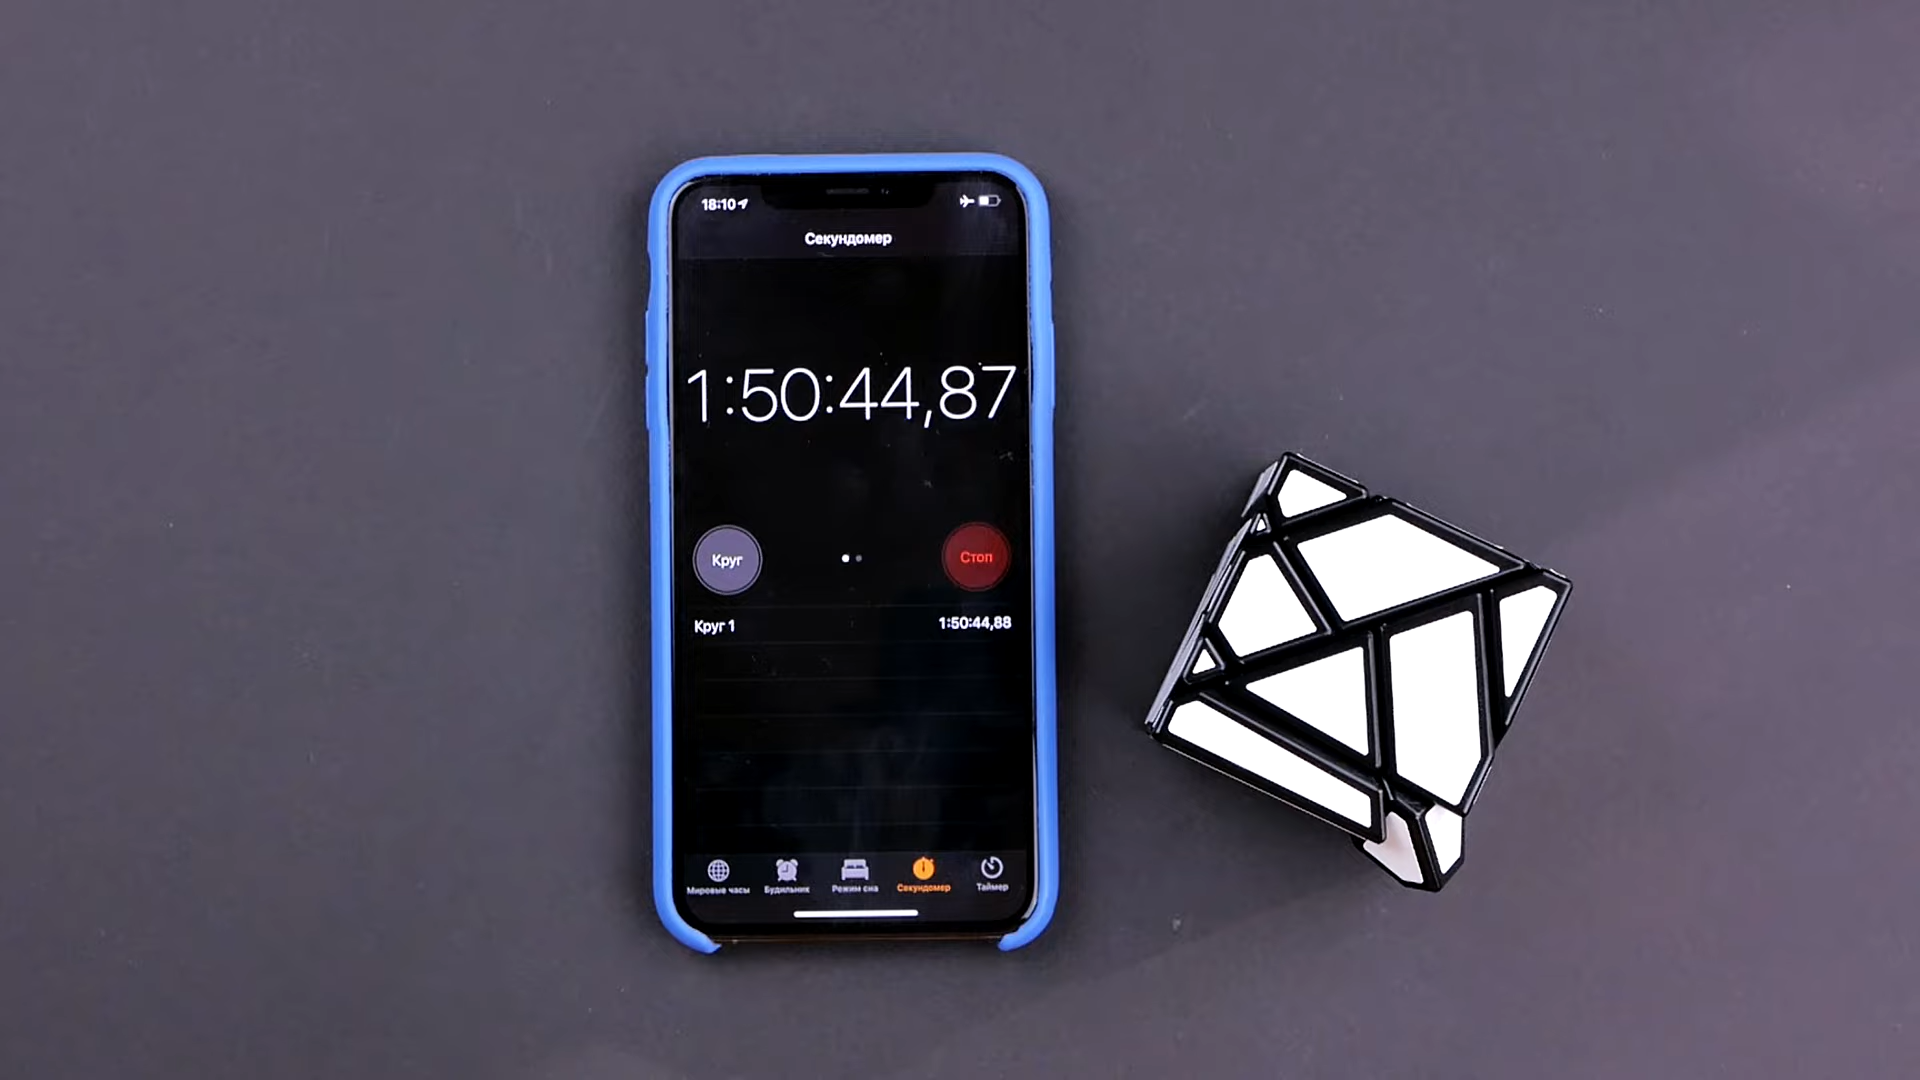 18:10
Секундомер
1:50:44,87
Круг
Стоп
Круг 1 1:50:44,88
Мировые часы Будильник Режим сна Секундомер Таймер